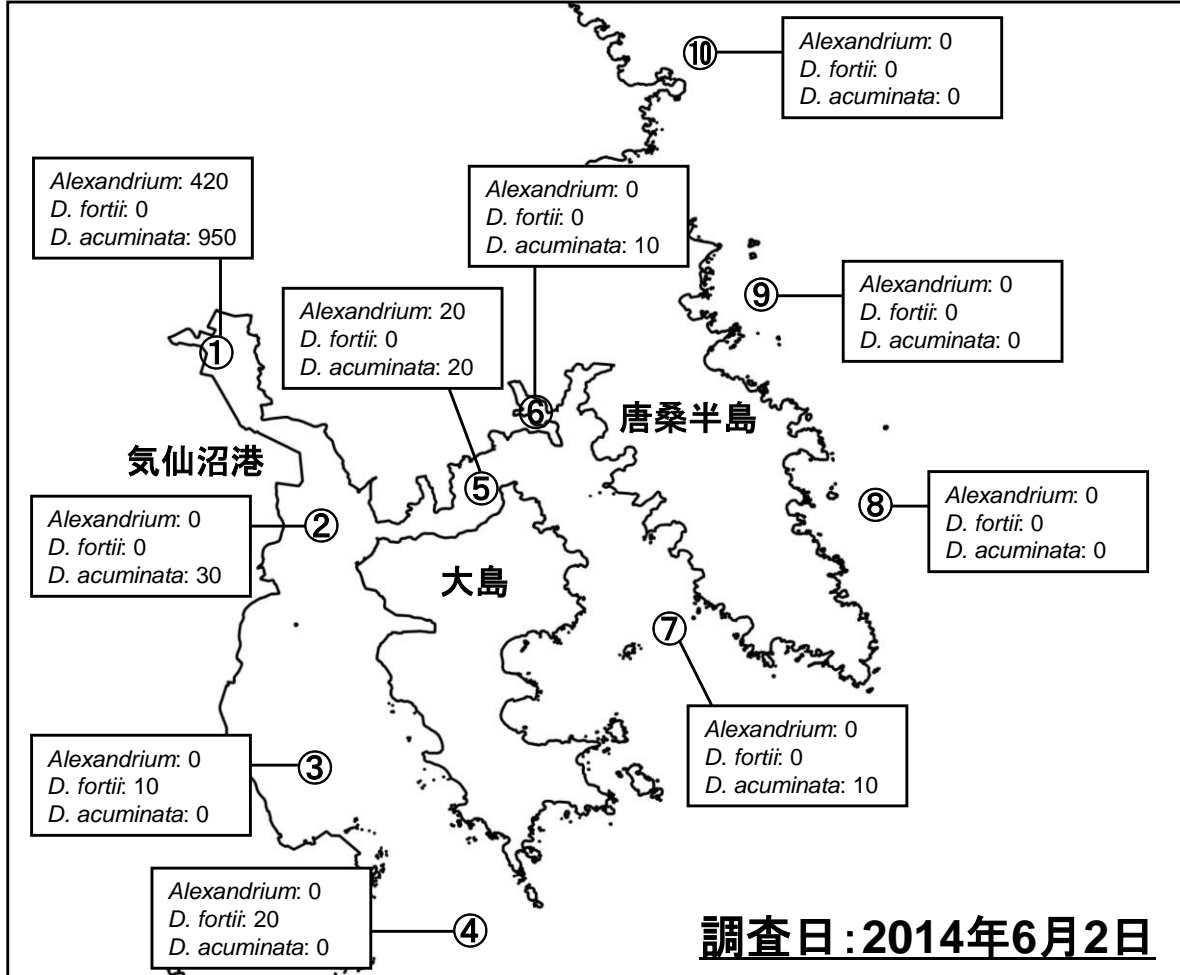 ⑩
Alexandrium: 0
D. fortii: 0
D. acuminata: 0
①
Alexandrium: 420
D. fortii: 0
D. acuminata: 950
⑥
Alexandrium: 0
D. fortii: 0
D. acuminata: 10
⑨
Alexandrium: 0
D. fortii: 0
D. acuminata: 0
⑤
Alexandrium: 20
D. fortii: 0
D. acuminata: 20
唐桑半島
気仙沼港
②
Alexandrium: 0
D. fortii: 0
D. acuminata: 30
⑧
Alexandrium: 0
D. fortii: 0
D. acuminata: 0
大島
⑦
Alexandrium: 0
D. fortii: 0
D. acuminata: 10
③
Alexandrium: 0
D. fortii: 10
D. acuminata: 0
④
Alexandrium: 0
D. fortii: 20
D. acuminata: 0
調査日:2014年6月2日